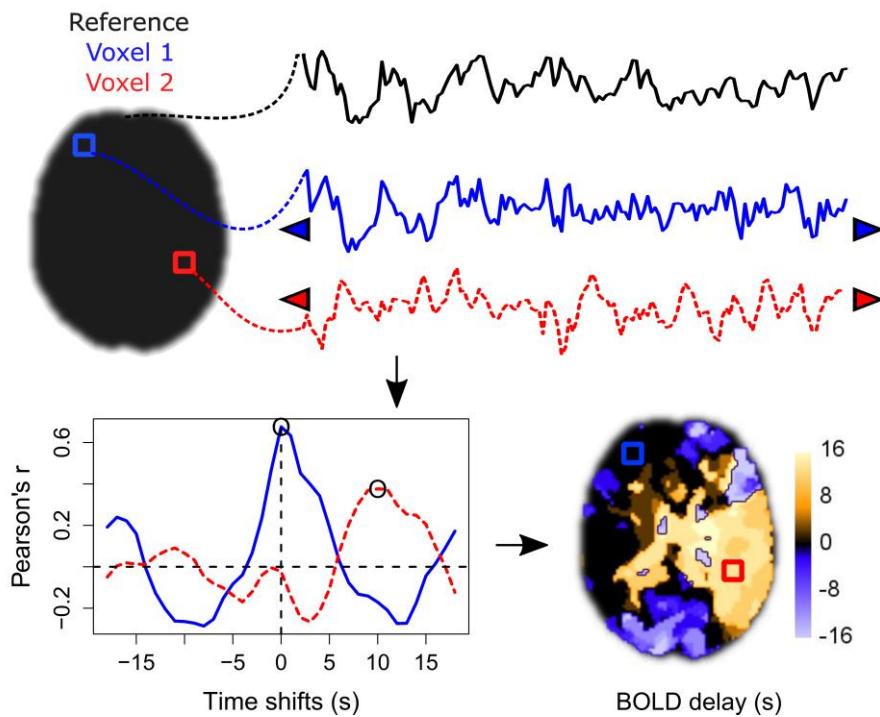 Reference
Voxel 1
Voxel 2
Pearson's r
0.6
0.2
-0.2
−15
−5
0
5
10
15
Time shifts (s)
16
8
0
-8
-16
BOLD delay (s)